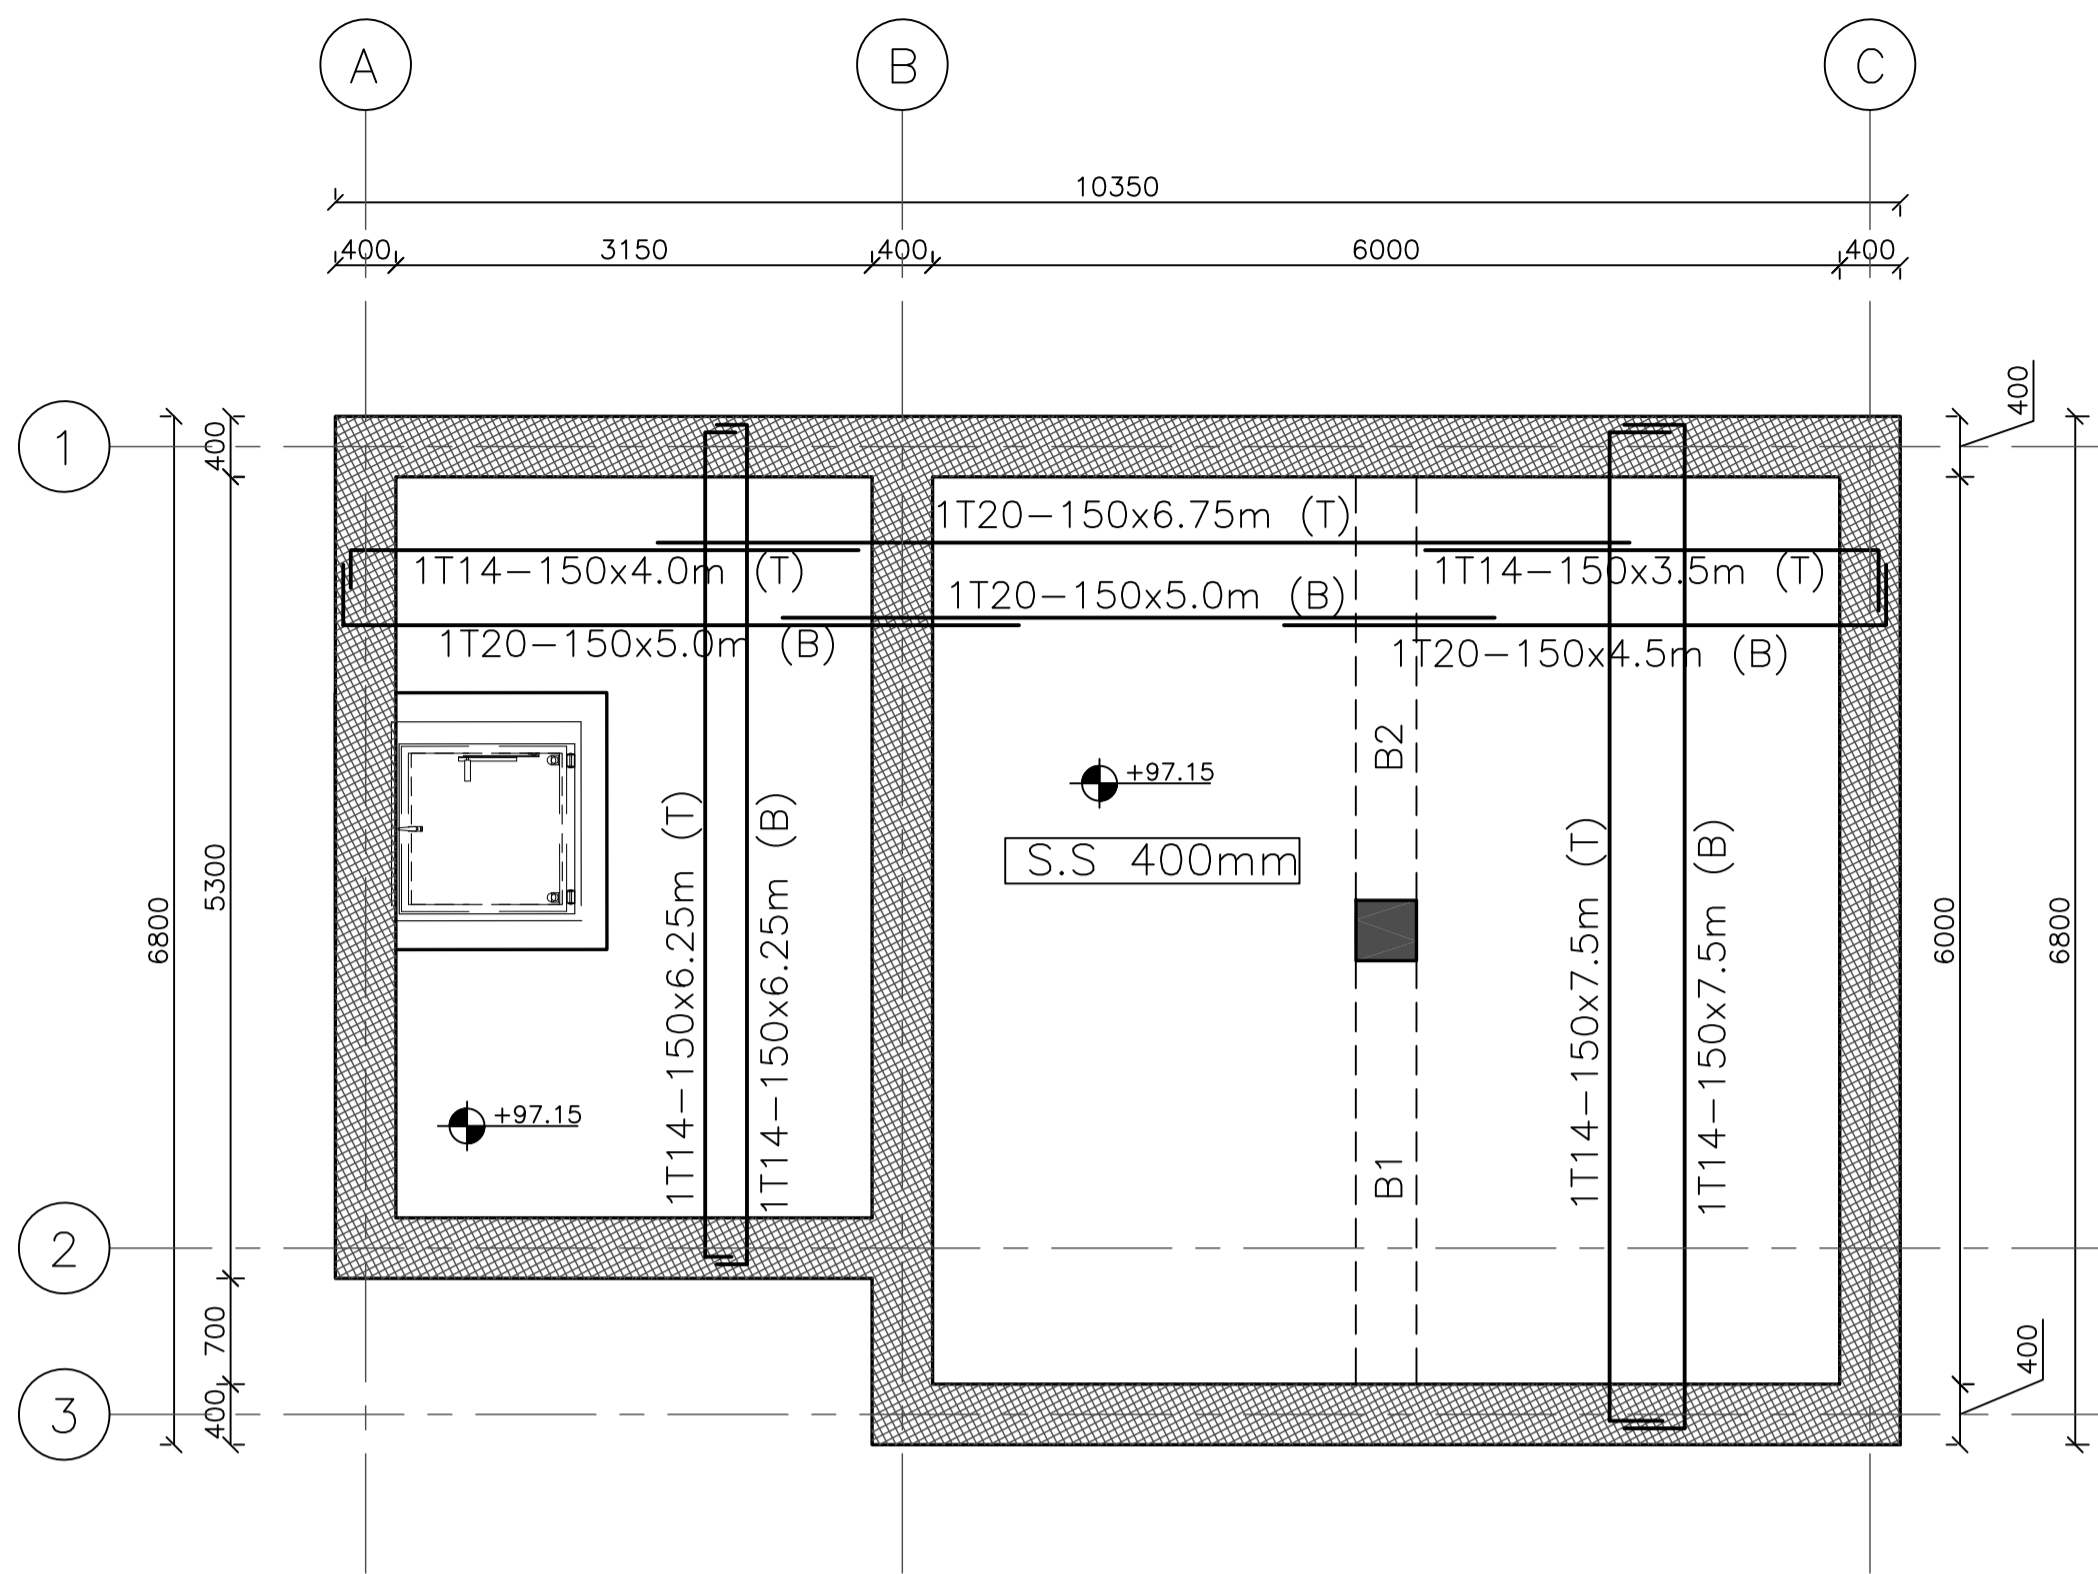 A
B
C
10350
400
3150
400
6000
400
1
400
400
1T20-150x6.75m (T)
1T14-150x4.0m (T)
1T14-150x3.5m (T)
1T20-150x5.0m (B)
1T20-150x5.0m (B)
1T20-150x4.5m (B)
B2
+97.15
S.S 400mm
6800
5300
1T14-150x6.25m (T)
1T14-150x6.25m (B)
1T14-150x7.5m (T)
1T14-150x7.5m (B)
6000
6800
+97.15
B1
2
700
400
3
400